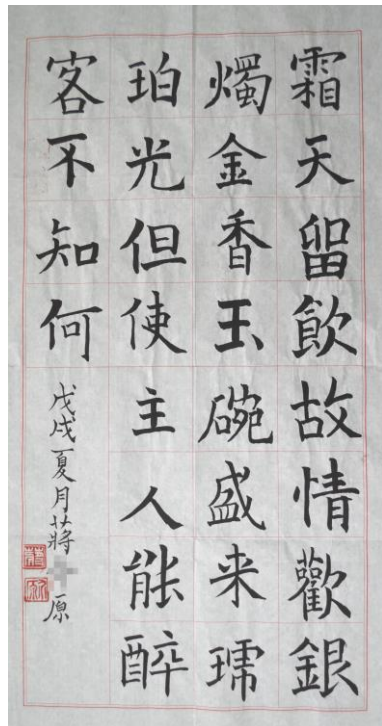 霜天留飲故情歡銀
燭金香玉碗盛来琥
珀光但使主人能醉
客不知何
戊戌夏月蔣 原